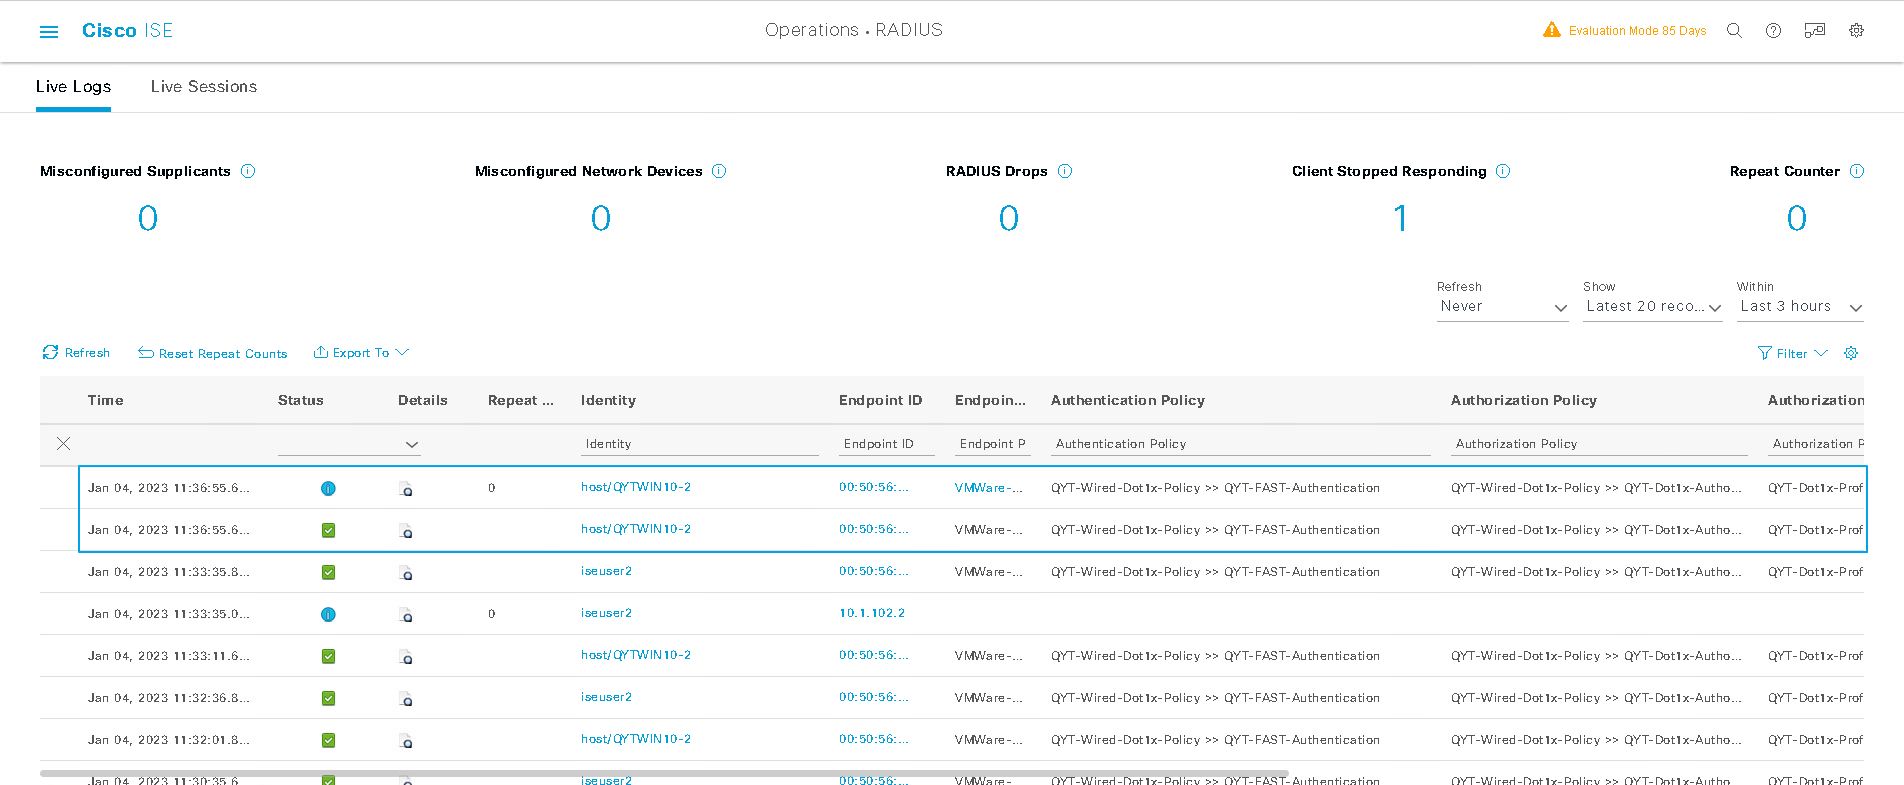 Cisco ISE
Operations • RADIUS
Evaluation Mode 85 Days
Live Logs Live Sessions
Misconfigured Supplicants Misconfigured Network Devices RADIUS Drops Client Stopped Responding Repeat Counter
0 0 0 1 0
Refresh Show Within
Never Latest 20 reco... Last 3 hours
Refresh Reset Repeat Counts Export To Filter
Time Status Details Repeat ... Identity Endpoint ID Endpoin... Authentication Policy Authorization Policy Authorization
Identity Endpoint ID Endpoint P Authentication Policy Authorization Policy Authorization P
Jan 04, 2023 11:36:55.6... 0 host/QYTWIN10-2 00:50:56:... VMWare-... QYT-Wired-Dot1x-Policy >> QYT-FAST-Authentication QYT-Wired-Dot1x-Policy >> QYT-Dot1x-Autho... QYT-Dot1x-Prof
Jan 04, 2023 11:36:55.6... host/QYTWIN10-2 00:50:56:... VMWare-... QYT-Wired-Dot1x-Policy >> QYT-FAST-Authentication QYT-Wired-Dot1x-Policy >> QYT-Dot1x-Autho... QYT-Dot1x-Prof
Jan 04, 2023 11:33:35.8... iseuser2 00:50:56:... VMWare-... QYT-Wired-Dot1x-Policy >> QYT-FAST-Authentication QYT-Wired-Dot1x-Policy >> QYT-Dot1x-Autho... QYT-Dot1x-Prof
Jan 04, 2023 11:33:35.0... 0 iseuser2 10.1.102.2
Jan 04, 2023 11:33:11.6... host/QYTWIN10-2 00:50:56:... VMWare-... QYT-Wired-Dot1x-Policy >> QYT-FAST-Authentication QYT-Wired-Dot1x-Policy >> QYT-Dot1x-Autho... QYT-Dot1x-Prof
Jan 04, 2023 11:32:36.8... iseuser2 00:50:56:... VMWare-... QYT-Wired-Dot1x-Policy >> QYT-FAST-Authentication QYT-Wired-Dot1x-Policy >> QYT-Dot1x-Autho... QYT-Dot1x-Prof
Jan 04, 2023 11:32:01.8... host/QYTWIN10-2 00:50:56:... VMWare-... QYT-Wired-Dot1x-Policy >> QYT-FAST-Authentication QYT-Wired-Dot1x-Policy >> QYT-Dot1x-Autho... QYT-Dot1x-Prof
Jan 04, 2023 11:30:35.6 iseuser2 00:50:56:... VMWare-... QYT-Wired-Dot1x-Policy >> QYT-FAST-Authentication QYT-Wired-Dot1x-Policy >> QYT-Dot1x-Autho... QYT-Dot1x-Prof